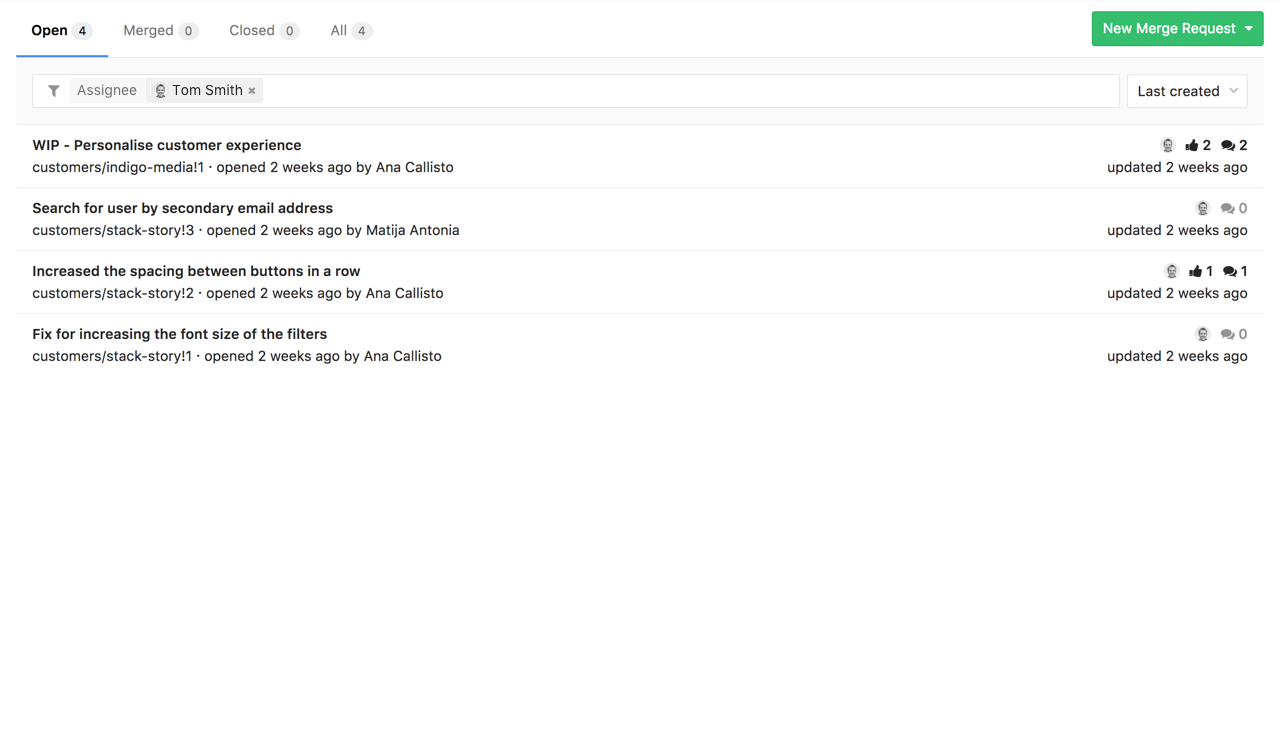 Open 4 Merged 0 Closed 0 All 4 New Merge Request
Assignee Tom Smith × Last created
WIP - Personalise customer experience 2 2
customers/indigo-media!1 · opened 2 weeks ago by Ana Callisto updated 2 weeks ago
Search for user by secondary email address 0
customers/stack-story!3 · opened 2 weeks ago by Matija Antonia updated 2 weeks ago
Increased the spacing between buttons in a row 1 1
customers/stack-story!2 · opened 2 weeks ago by Ana Callisto updated 2 weeks ago
Fix for increasing the font size of the filters 0
customers/stack-story!1 · opened 2 weeks ago by Ana Callisto updated 2 weeks ago